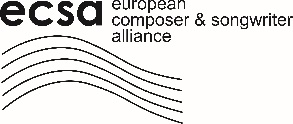 ecsa european
composer & songwriter
alliance